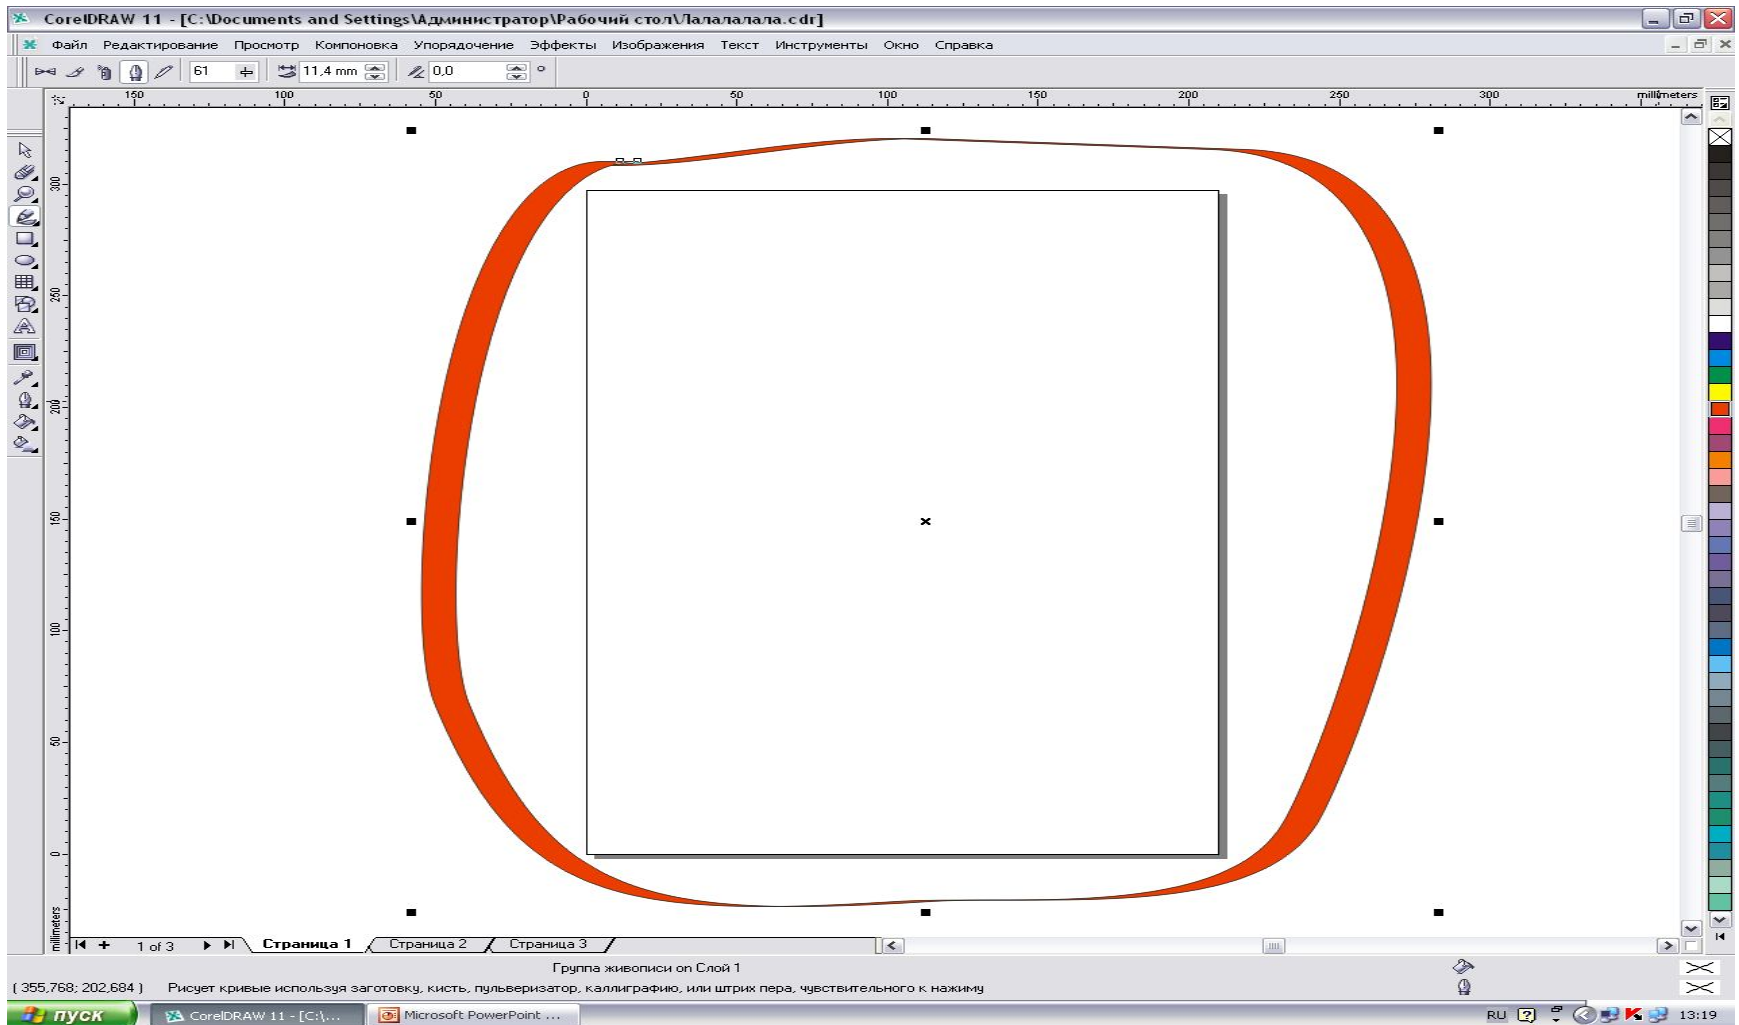 CorelDRAW 11 - [C:\Documents and Settings\Администратор\Рабочий стол\Лалалалала.cdr]
Файл Редактирование Просмотр Компоновка Упорядочение Эффекты Изображения Текст Инструменты Окно Справка
61 11,4 mm 0,0 °
150 100 50 0 50 100 150 200 250 300 millimeters
300
250
200
150
100
50
0
millimeters
1 of 3 Страница 1 Страница 2 Страница 3
Группа живописи on Слой 1
( 355,768; 202,684 ) Рисует кривые используя заготовку, кисть, пульверизатор, каллиграфию, или штрих пера, чувствительного к нажиму
пуск CorelDRAW 11 - [C:\... Microsoft PowerPoint ... RU 13:19